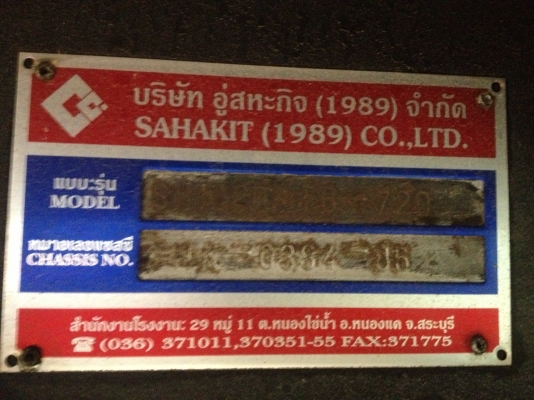 บริษัท อู่สหะกิจ (1989) จำกัด
SAHAKIT (1989) CO.,LTD.
แบบ:รุ่น
MODEL
หมายเลขแชสซี
CHASSIS NO.
สำนักงานโรงงาน: 29 หมู่ 11 ต.หนองไข่น้ำ อ.หนองแค จ.สระบุรี
☎ (036) 371011,370351-55 FAX:371775